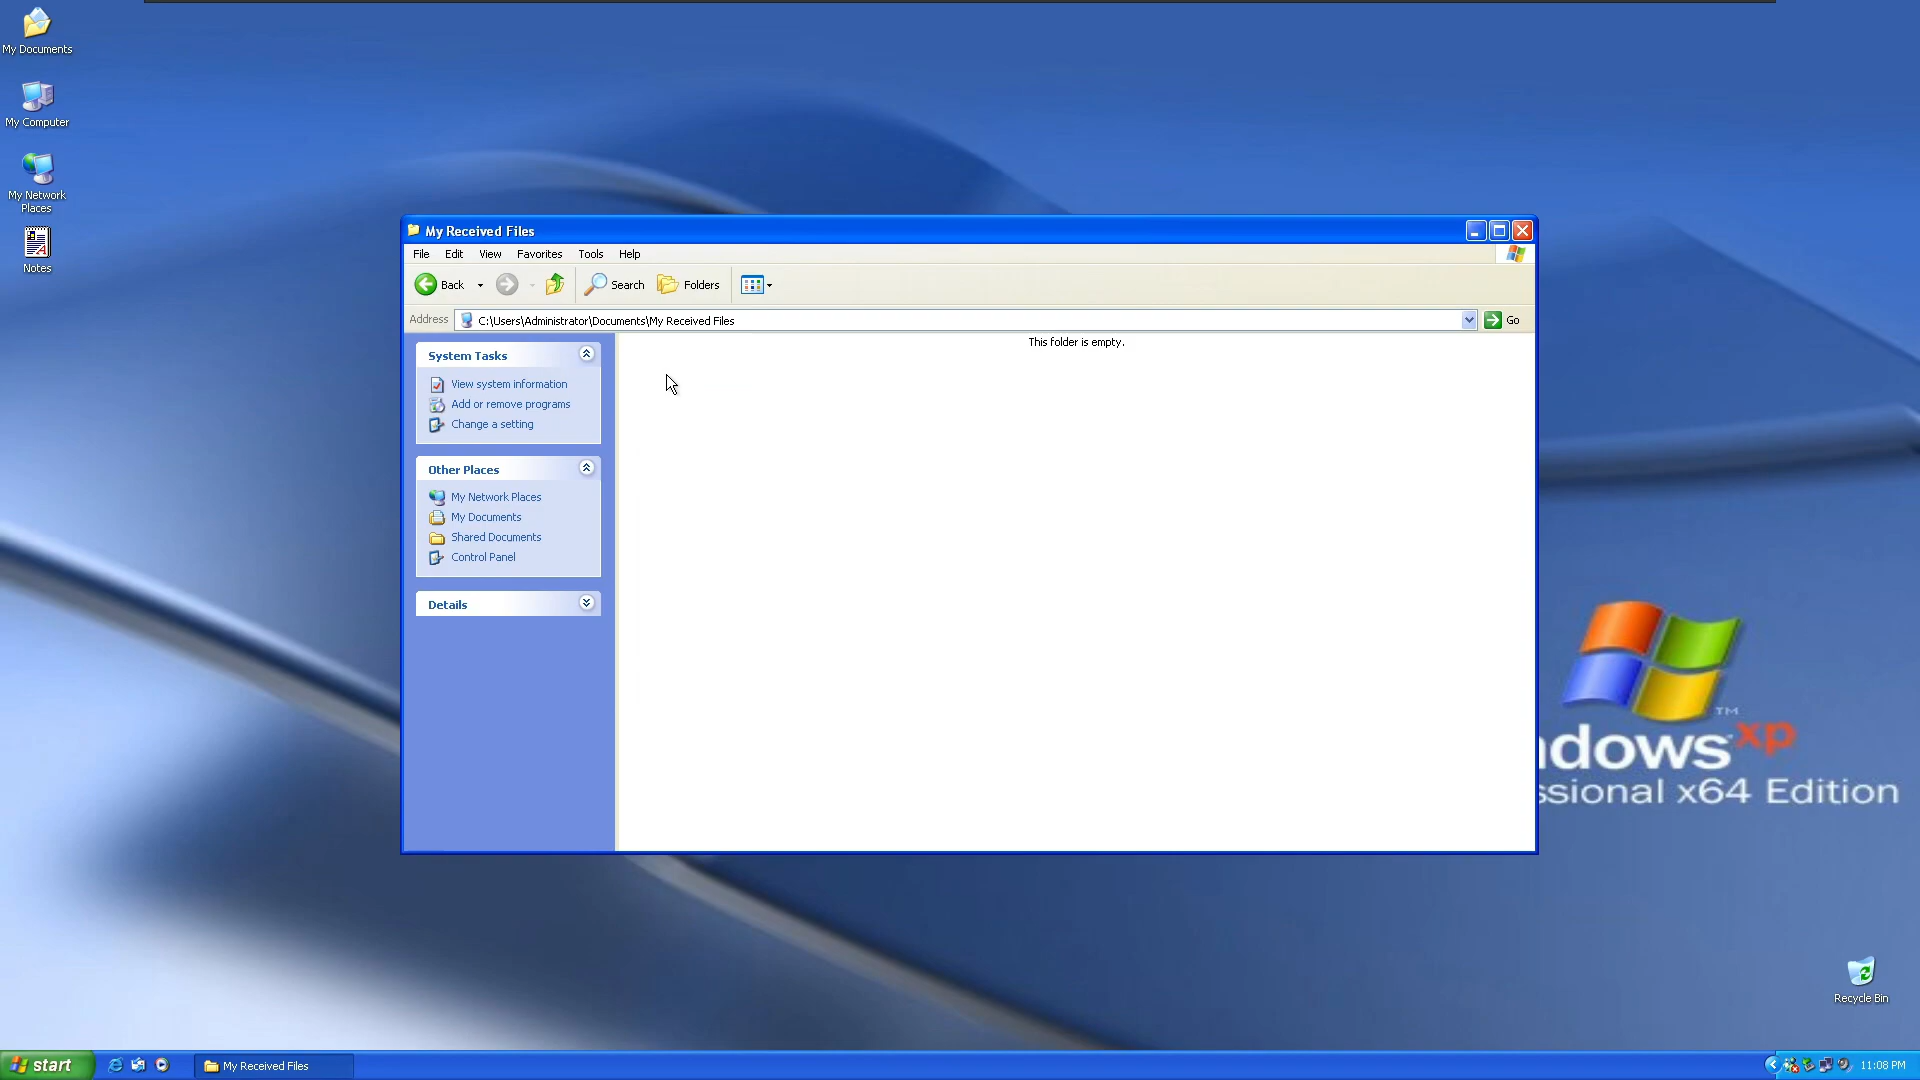 My Documents
My Computer
My Network
Places
Notes
My Received Files
File Edit View Favorites Tools Help
Back Search Folders
Address C:\Users\Administrator\Documents\My Received Files Go
This folder is empty.
System Tasks
View system information
Add or remove programs
Change a setting
Other Places
My Network Places
My Documents
Shared Documents
Control Panel
Details
ndows xp
ssional x64 Edition
Recycle Bin
start My Received Files 11:08 PM